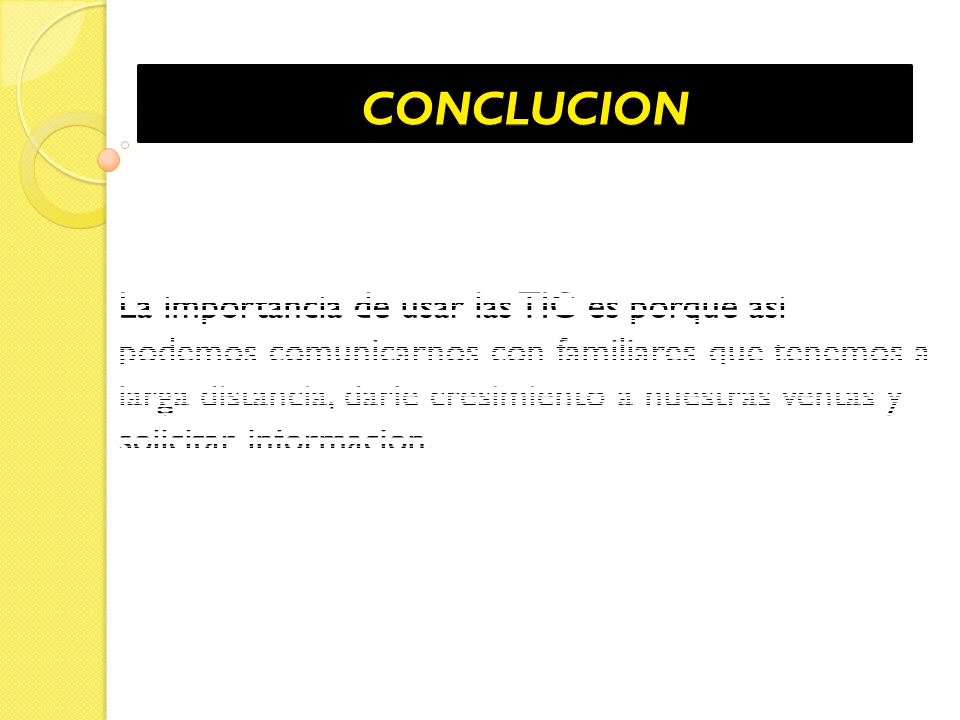 CONCLUCION
La importancia de usar las TIC es porque asi
podemos comunicarnos con familiares que tenemos a
larga distancia, darle cresimiento a nuestras ventas y
solicitar informacion